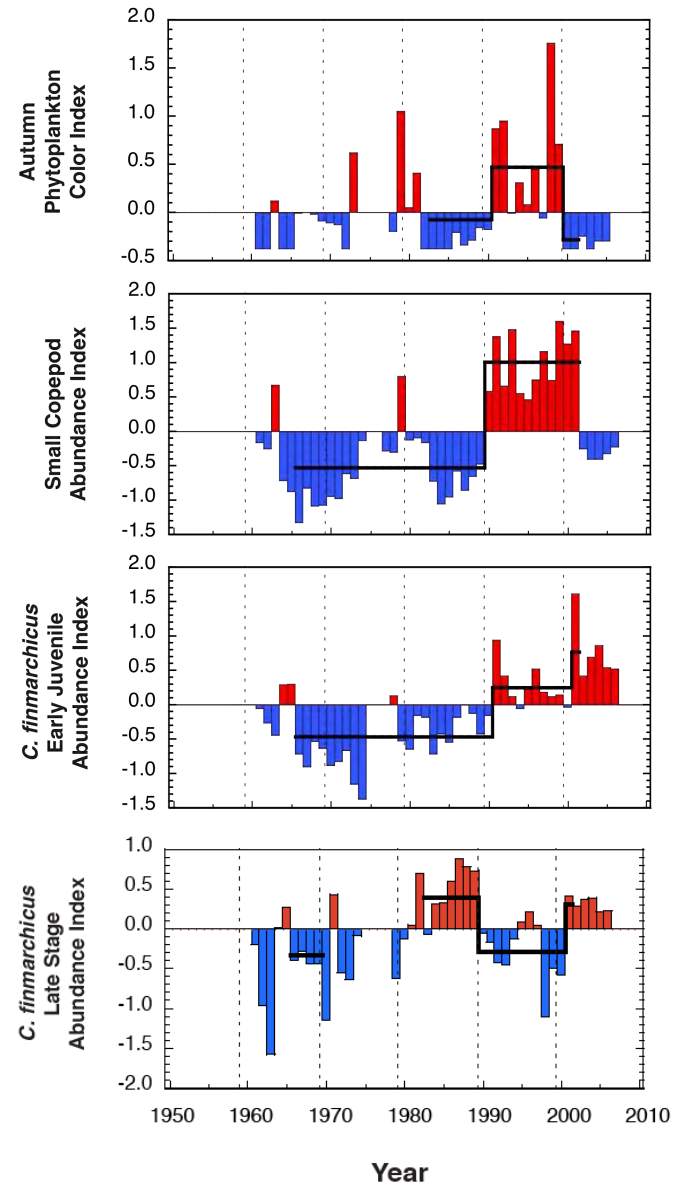 Autumn
Phytoplankton
Color Index
2.0
1.5
1.0
0.5
0.0
-0.5
Small Copepod
Abundance Index
2.0
1.5
1.0
0.5
0.0
-0.5
-1.0
-1.5
C. finmarchicus
Early Juvenile
Abundance Index
2.0
1.5
1.0
0.5
0.0
-0.5
-1.0
-1.5
C. finmarchicus
Late Stage
Abundance Index
1.0
0.5
0.0
-0.5
-1.0
-1.5
-2.0
1950 1960 1970 1980 1990 2000 2010
Year